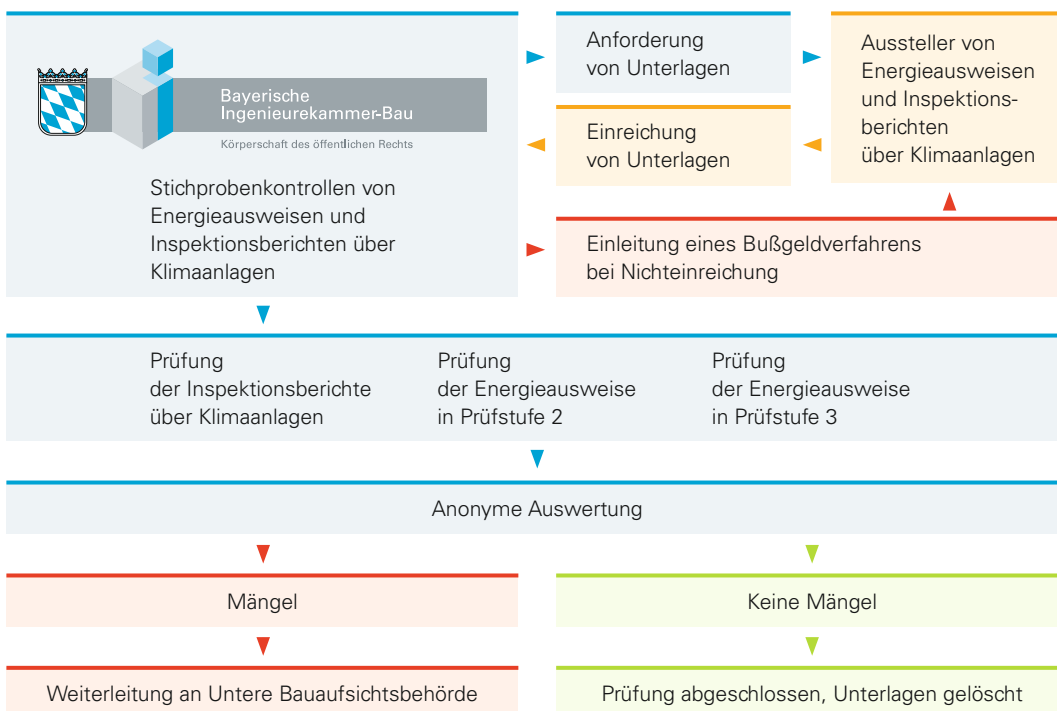 Bayerische
Ingenieurekammer-Bau
Körperschaft des öffentlichen Rechts
Stichprobenkontrollen von
Energieausweisen und
Inspektionsberichten über
Klimaanlagen
Anforderung
von Unterlagen
Einreichung
von Unterlagen
Aussteller von
Energieausweisen
und Inspektions-
berichten
über Klimaanlagen
Einleitung eines Bußgeldverfahrens
bei Nichteinreichung
Prüfung
der Inspektionsberichte
über Klimaanlagen
Prüfung
der Energieausweise
in Prüfstufe 2
Prüfung
der Energieausweise
in Prüfstufe 3
Anonyme Auswertung
Mängel
Keine Mängel
Weiterleitung an Untere Bauaufsichtsbehörde
Prüfung abgeschlossen, Unterlagen gelöscht